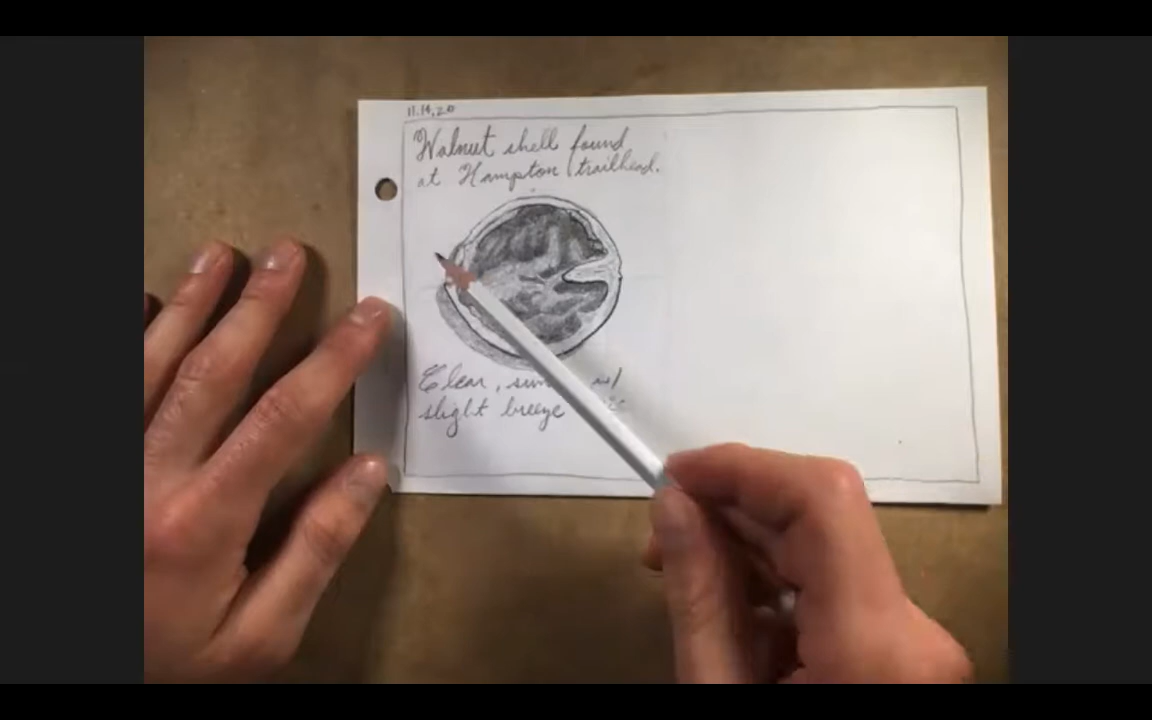 11.14.20
Walnut shell found
at Hampton trailhead.
Clear, w/
slight breeze